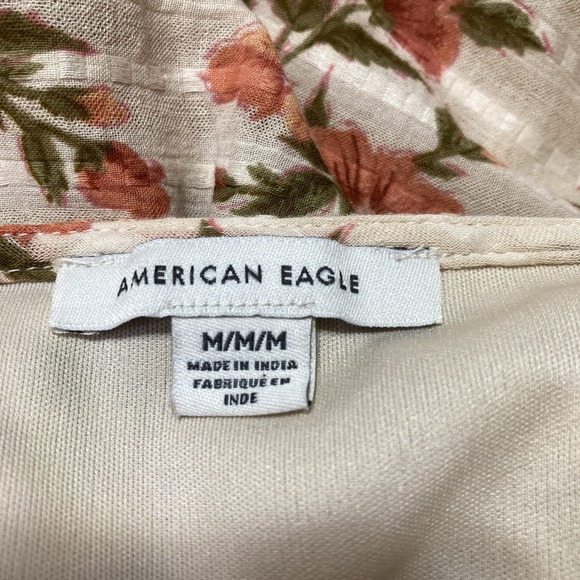 AMERICAN EAGLE
M/M/M
MADE IN INDIA
FABRIQUÉ EN
INDE